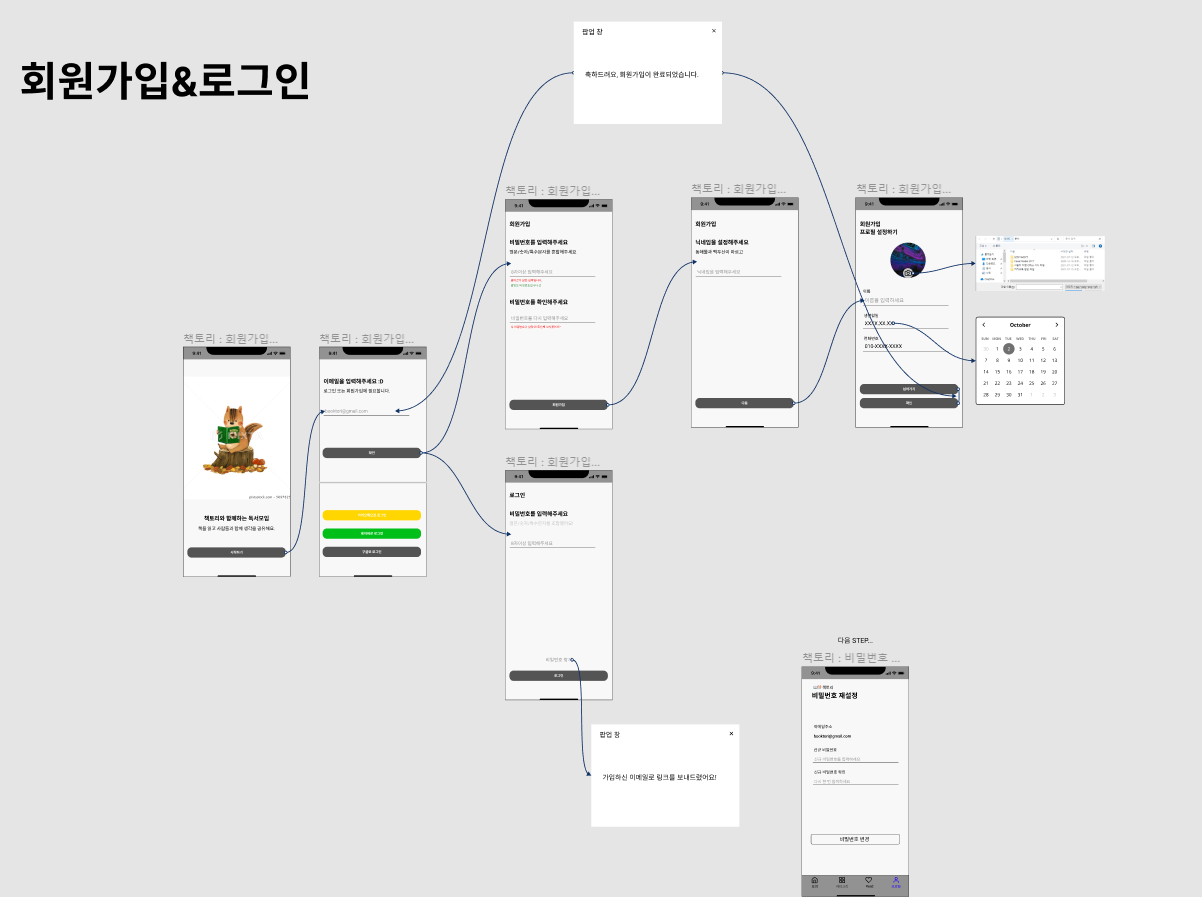 회원가입&로그인
팝업 창
×
축하드려요, 회원가입이 완료되었습니다.
책토리 : 회원가입...
9:41
회원가입
비밀번호를 입력해주세요
영문/숫자/특수문자를 조합해주세요
8자이상 입력해주세요
비밀번호를 확인해주세요
비밀번호를 다시 입력해주세요
회원가입
책토리 : 회원가입...
9:41
회원가입
닉네임을 설정해주세요
동해물과 백두산이 마르고
닉네임을 입력해주세요
다음
책토리 : 회원가입...
9:41
회원가입
프로필 설정하기
이름
이름을 입력하세요
생년월일
XXXX.XX.XX
전화번호
010-XXXX-XXXX
확인
October
SUN MON TUE WED THU FRI SAT
30 1 2 3 4 5 6
7 8 9 10 11 12 13
14 15 16 17 18 19 20
21 22 23 24 25 26 27
28 29 30 31 1 2 3
책토리 : 회원가입...
9:41
책토리와 함께하는 독서모임
책을 읽고 사람들과 함께 생각을 공유해요.
시작하기
책토리 : 회원가입...
9:41
이메일을 입력해주세요 :D
로그인 또는 회원가입에 필요합니다.
booktori@gmail.com
확인
카카오톡으로 로그인
네이버로 로그인
구글로 로그인
책토리 : 회원가입...
9:41
로그인
비밀번호를 입력해주세요
영문/숫자/특수문자를 조합해주세요
8자이상 입력해주세요
비밀번호 찾기
로그인
팝업 창
×
가입하신 이메일로 링크를 보내드렸어요!
다음 STEP...
책토리 : 비밀번호 ...
9:41
비밀번호 재설정
이메일주소
booktori@gmail.com
신규 비밀번호
신규 비밀번호를 입력하세요
신규 비밀번호 확인
다시 한 번 입력하세요
비밀번호 변경